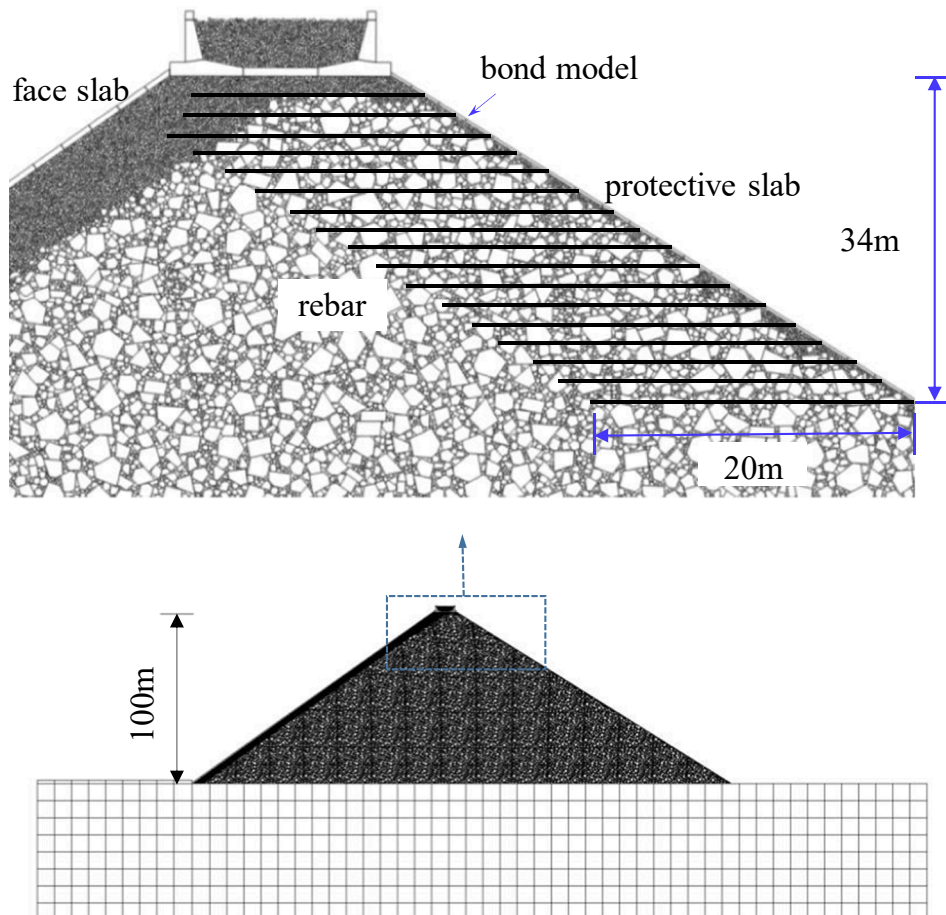 bond model
face slab
protective slab
34m
rebar
20m
100m